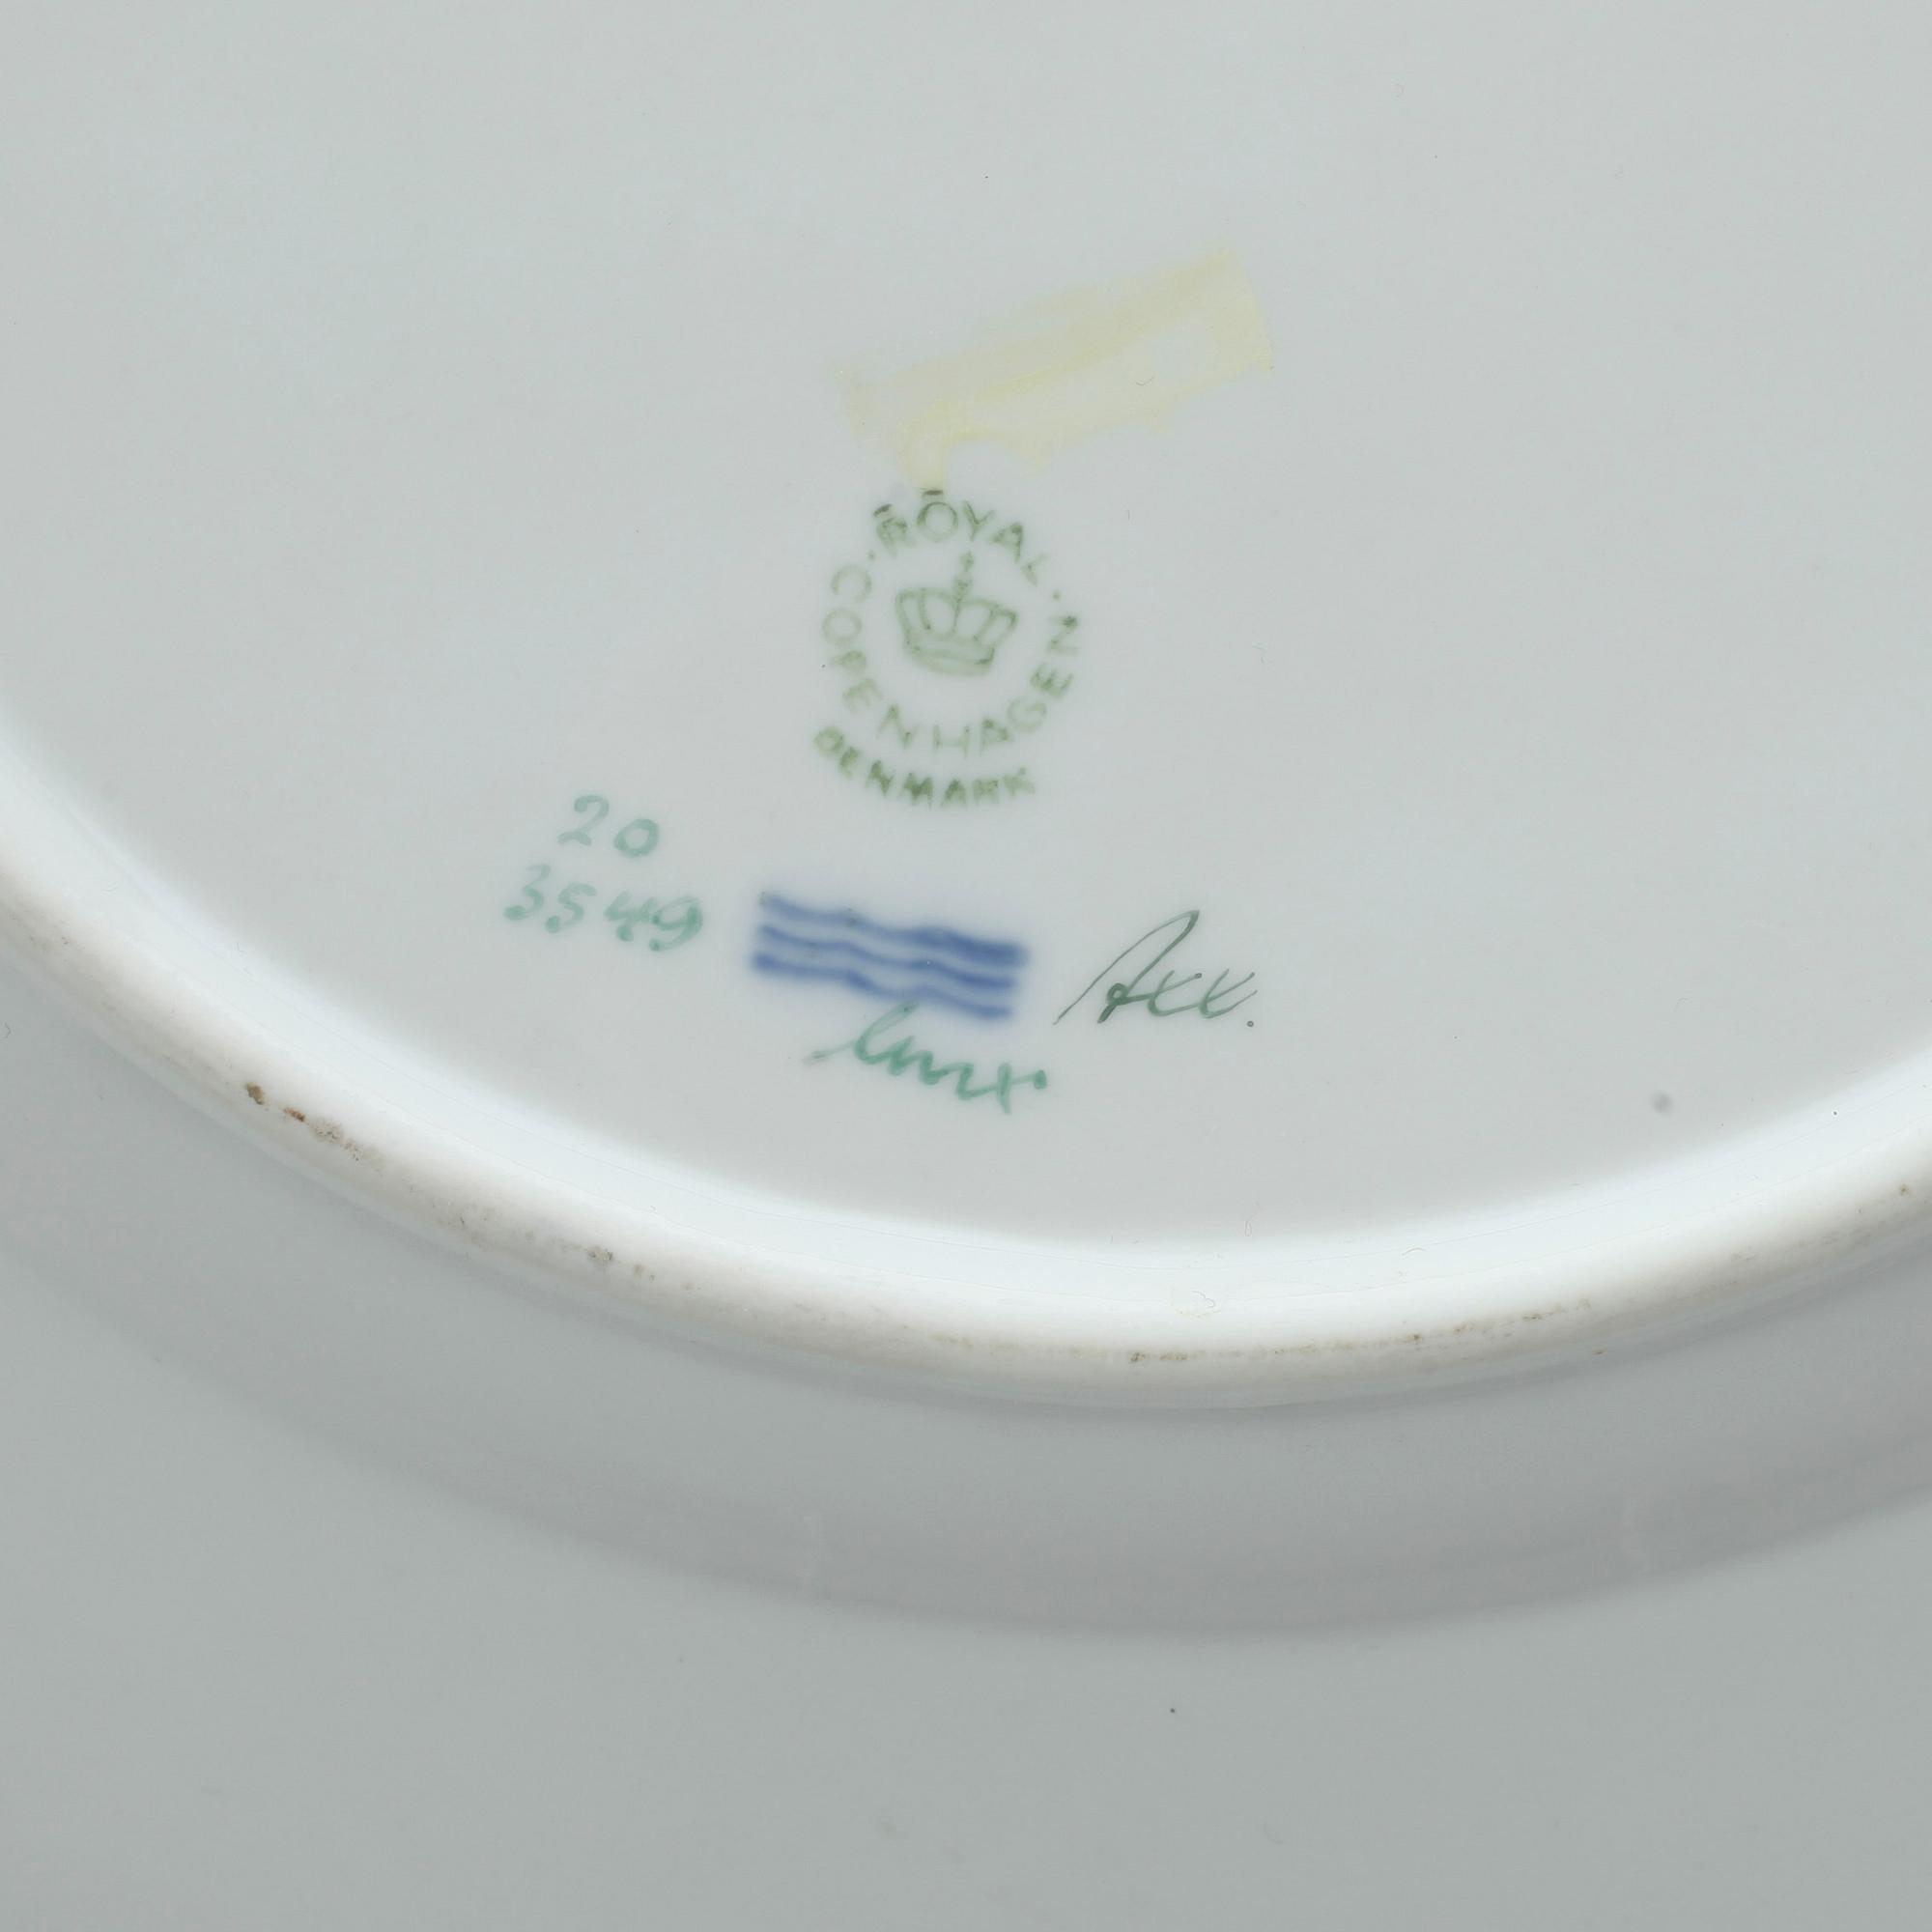 ROYAL
COPENHAGEN
DENMARK
20
3549